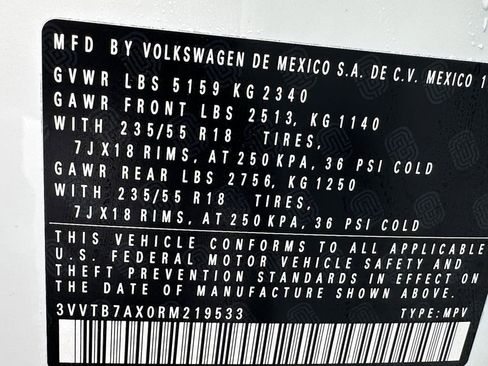 MFD BY VOLKSWAGEN DE MEXICO S.A. DE C.V. MEXICO 1
GVWR LBS 5159 KG 2340
GAWR FRONT LBS 2513, KG 1140
WITH 235/55 R18 TIRES,
7JX18 RIMS, AT 250 KPA, 36 PSI COLD
GAWR REAR LBS 2756, KG 1250
WITH 235/55 R18 TIRES,
7JX18 RIMS, AT 250 KPA, 36 PSI COLD
THIS VEHICLE CONFORMS TO ALL APPLICABLE
U.S. FEDERAL MOTOR VEHICLE SAFETY AND
THEFT PREVENTION STANDARDS IN EFFECT ON
THE DATE OF MANUFACTURE SHOWN ABOVE.
3VVTB7AX0RM219533 TYPE: MPV